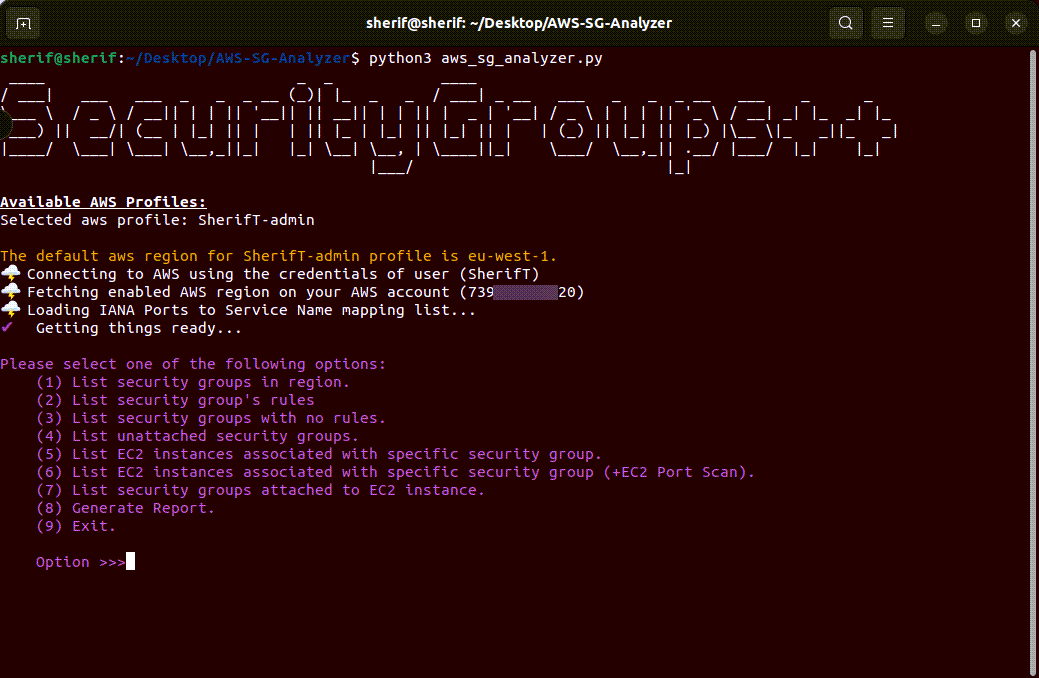 sherif@sherif: ~/Desktop/AWS-SG-Analyzer
sherif@sherif:~/Desktop/AWS-SG-Analyzer$ python3 aws_sg_analyzer.py
SecurityGroups++
Available AWS Profiles:
Selected aws profile: SherifT-admin
The default aws region for SherifT-admin profile is eu-west-1.
Connecting to AWS using the credentials of user (SherifT)
Fetching enabled AWS region on your AWS account (739 20)
Loading IANA Ports to Service Name mapping list...
Getting things ready...
Please select one of the following options:
(1) List security groups in region.
(2) List security group's rules
(3) List security groups with no rules.
(4) List unattached security groups.
(5) List EC2 instances associated with specific security group.
(6) List EC2 instances associated with specific security group (+EC2 Port Scan).
(7) List security groups attached to EC2 instance.
(8) Generate Report.
(9) Exit.
Option >>>